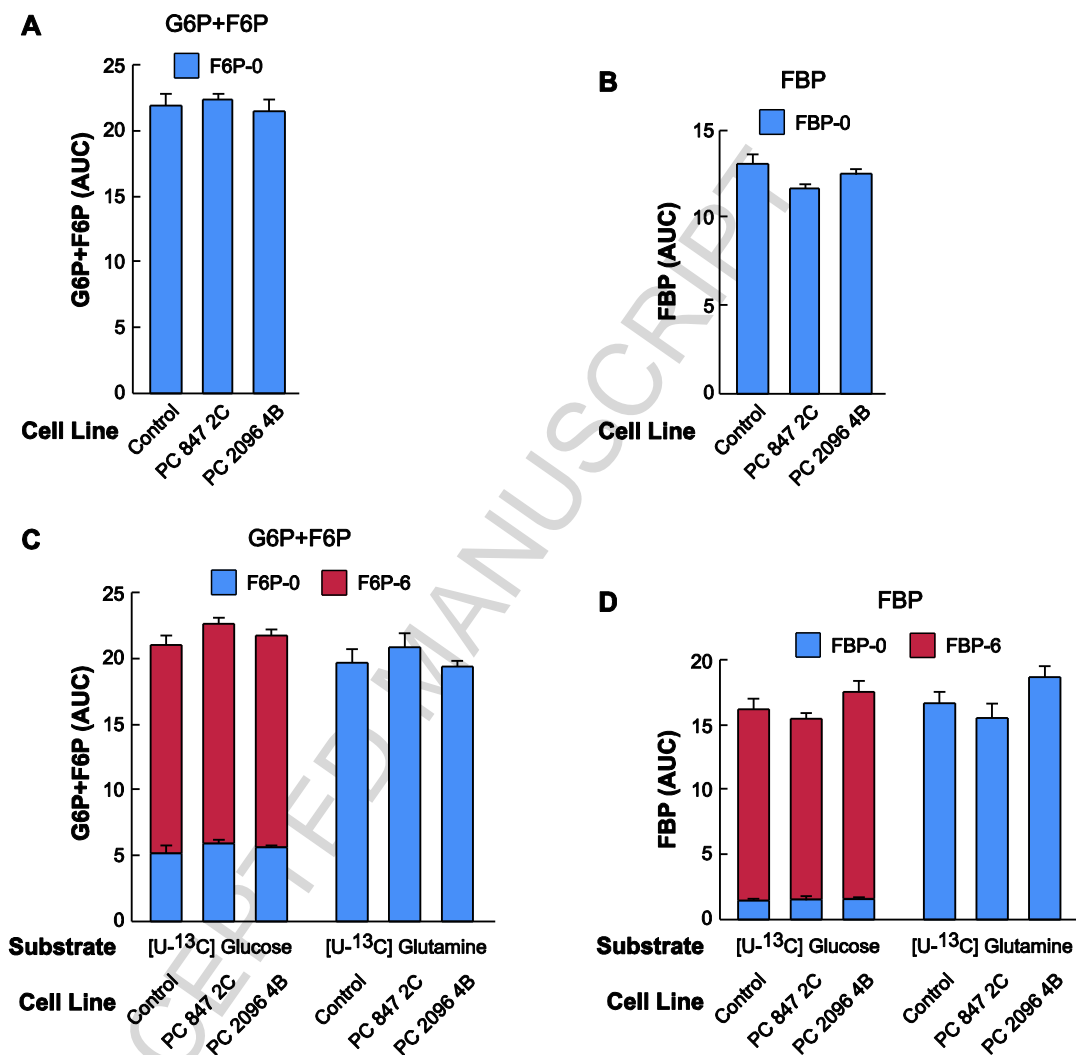 A
G6P+F6P
F6P-0
G6P+F6P (AUC)
25
20
15
10
5
0
Cell Line
Control
PC 847 2C
PC 2096 4B
B
FBP
FBP-0
FBP (AUC)
15
10
5
0
Cell Line
Control
PC 847 2C
PC 2096 4B
C
G6P+F6P
F6P-0 F6P-6
G6P+F6P (AUC)
25
20
15
10
5
0
Substrate [U-¹³C] Glucose [U-¹³C] Glutamine
Cell Line
Control
PC 847 2C
PC 2096 4B
Control
PC 847 2C
PC 2096 4B
D
FBP
FBP-0 FBP-6
FBP (AUC)
20
15
10
5
0
Substrate [U-¹³C] Glucose [U-¹³C] Glutamine
Cell Line
Control
PC 847 2C
PC 2096 4B
Control
PC 847 2C
PC 2096 4B
CEPTED MANUSCRIPT